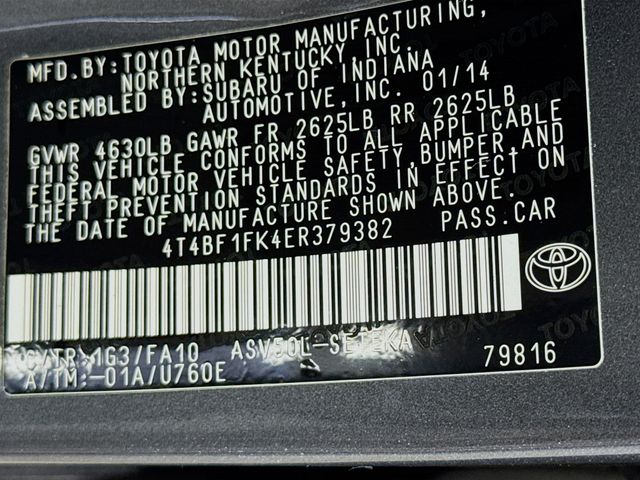 MFD.BY:TOYOTA MOTOR MANUFACTURING,
NORTHERN KENTUCKY,INC.
ASSEMBLED BY:SUBARU OF INDIANA
AUTOMOTIVE,INC. 01/14
GVWR 4630LB GAWR FR 2625LB RR 2625LB
THIS VEHICLE CONFORMS TO ALL APPLICABLE
FEDERAL MOTOR VEHICLE SAFETY,BUMPER,AND
THEFT PREVENTION STANDARDS IN EFFECT ON
THE DATE OF MANUFACTURE SHOWN ABOVE.
4T4BF1FK4ER379382 PASS.CAR
C/TR:1G3/FA10 ASV50L-SETEKA
A/TM:-01A/U760E 79816